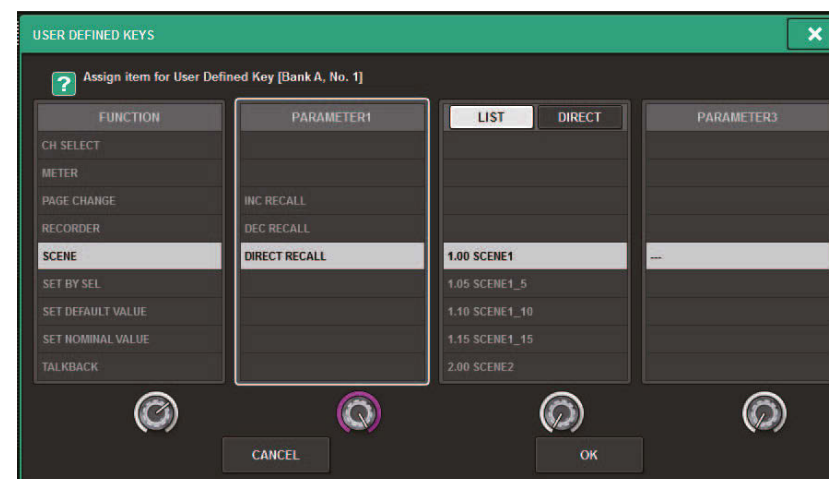 USER DEFINED KEYS
Assign item for User Defined Key [Bank A, No. 1]
FUNCTION PARAMETER1 LIST DIRECT PARAMETER3
CH SELECT
METER
PAGE CHANGE INC RECALL
RECORDER DEC RECALL
SCENE DIRECT RECALL 1.00 SCENE1 ---
SET BY SEL 1.05 SCENE1_5
SET DEFAULT VALUE 1.10 SCENE1_10
SET NOMINAL VALUE 1.15 SCENE1_15
TALKBACK 2.00 SCENE2
CANCEL OK